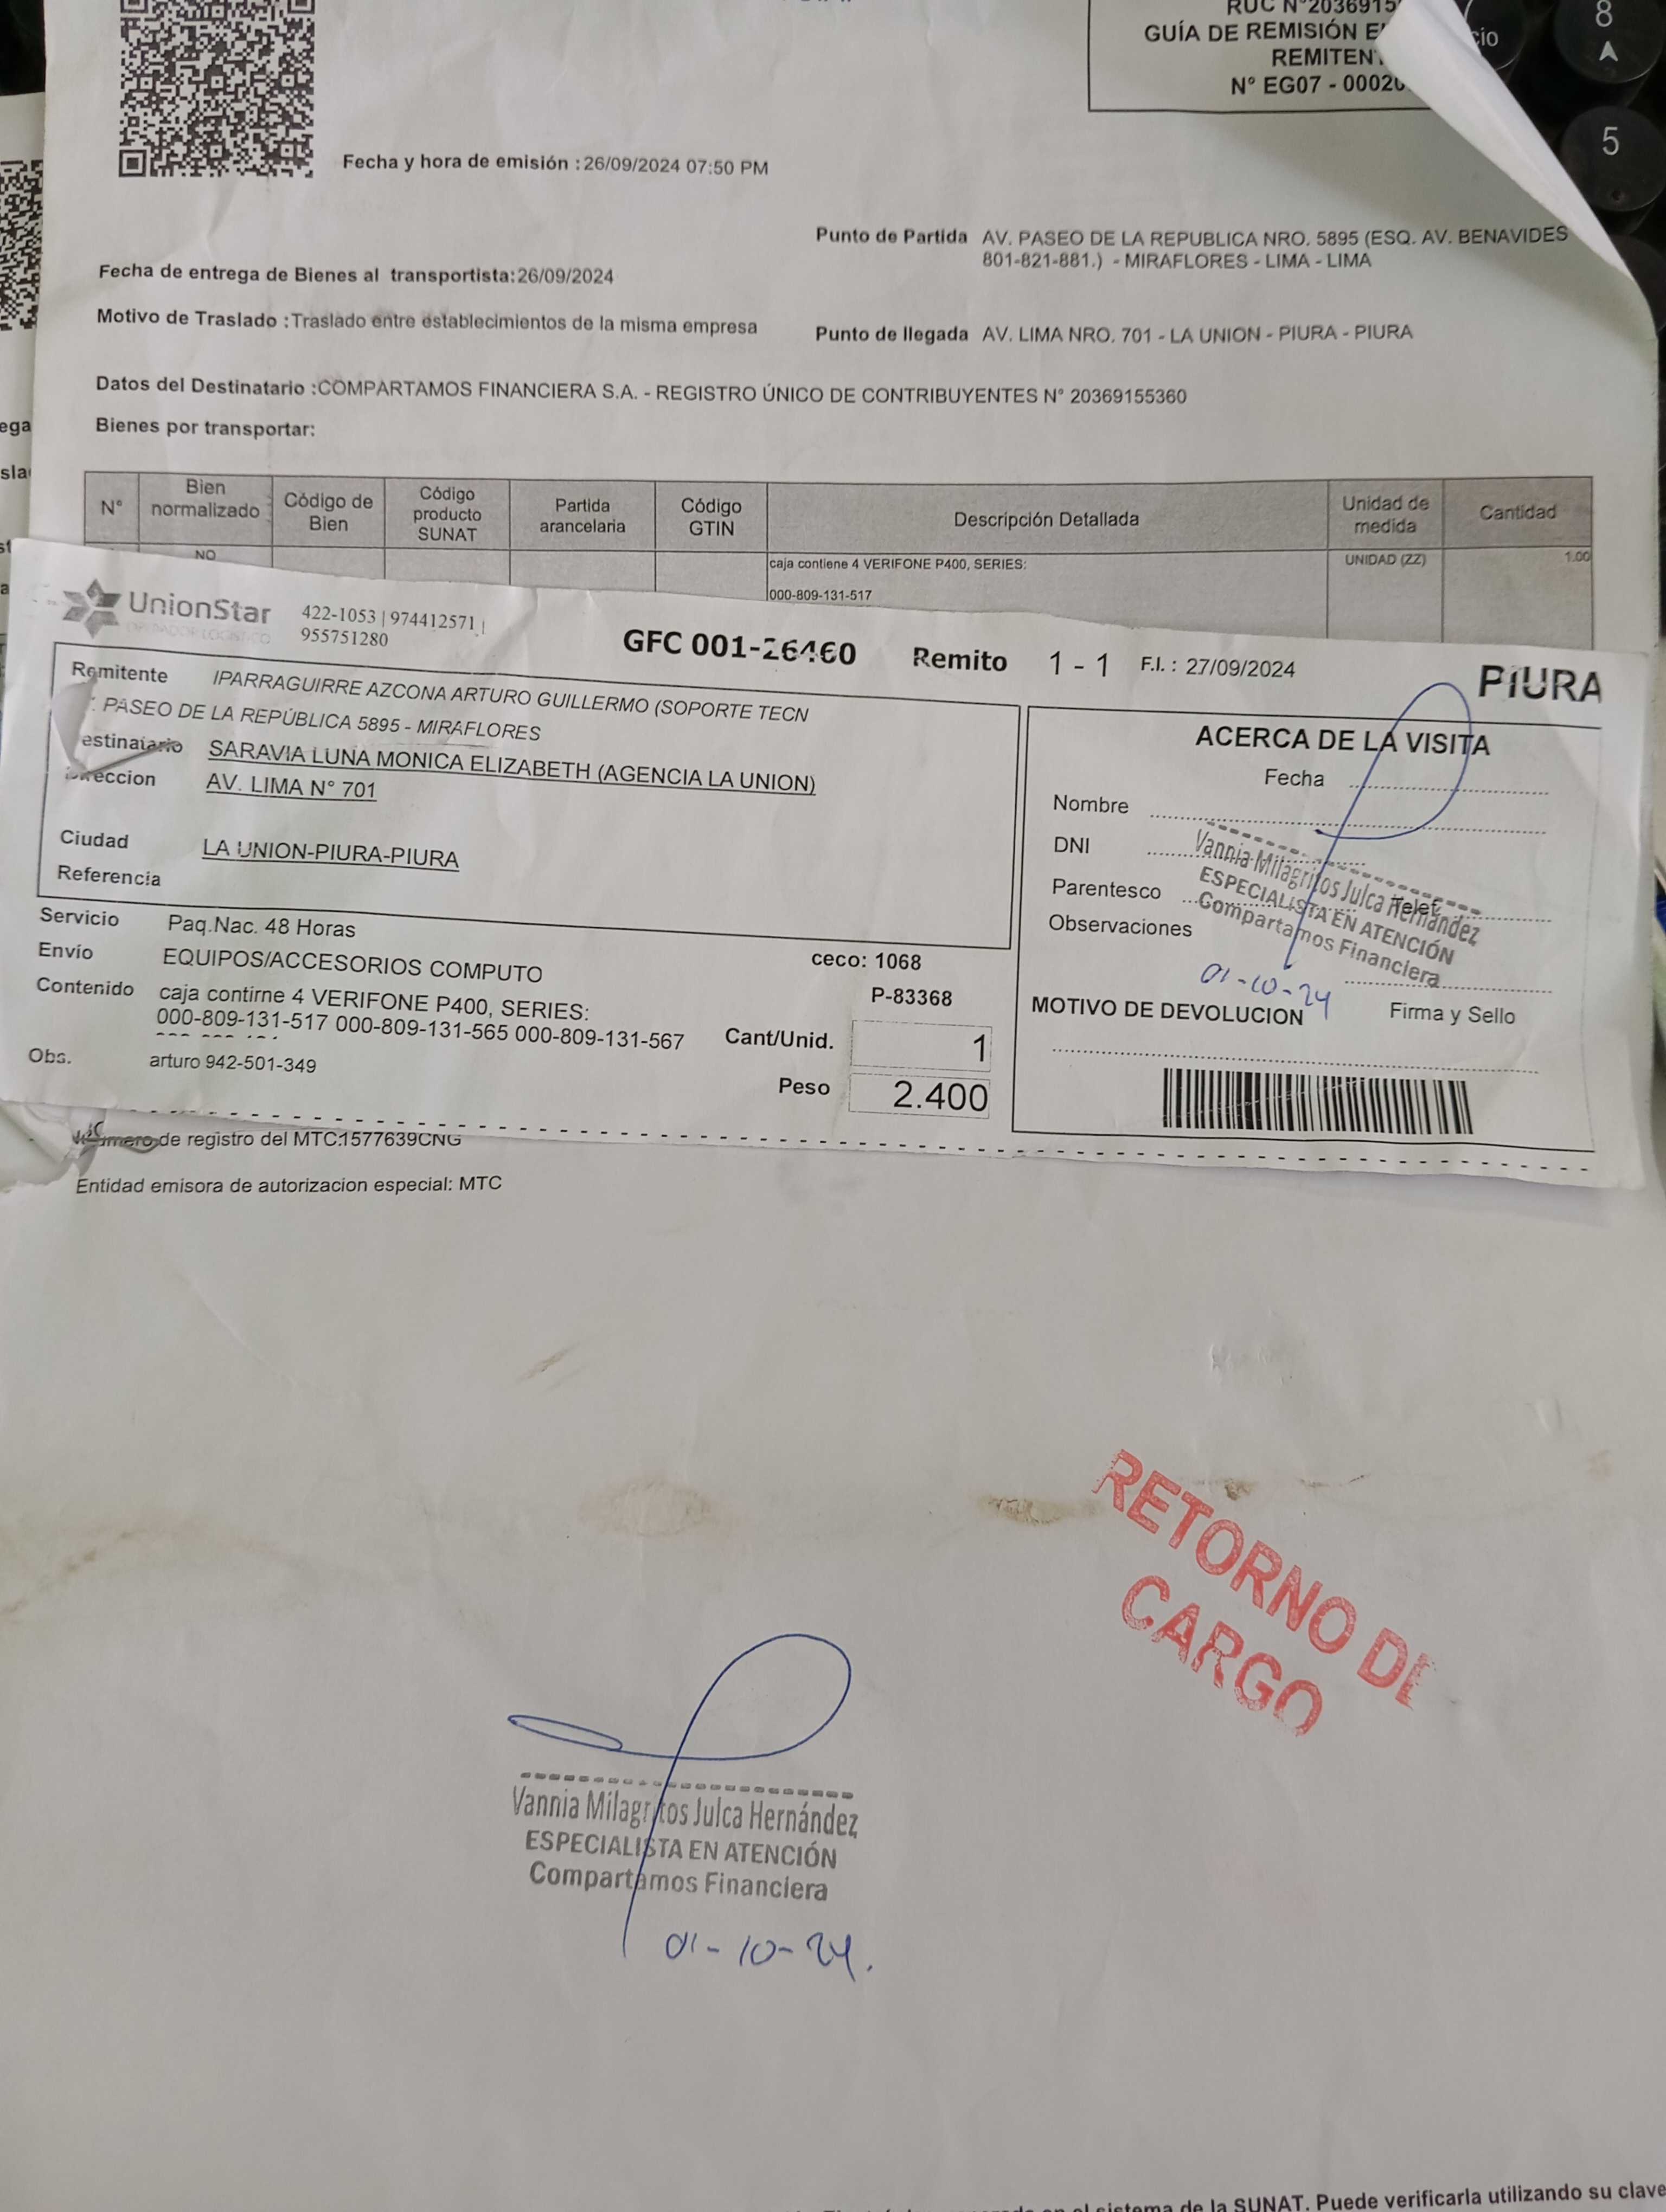 RUC N°2036915
GUÍA DE REMISIÓN E
REMITEN
N° EG07 - 0002
cio
8
5
Fecha y hora de emisión :26/09/2024 07:50 PM
Punto de Partida AV. PASEO DE LA REPUBLICA NRO. 5895 (ESQ. AV. BENAVIDES
801-821-881.) - MIRAFLORES - LIMA - LIMA
Fecha de entrega de Bienes al transportista:26/09/2024
Motivo de Traslado :Traslado entre establecimientos de la misma empresa
Punto de llegada AV. LIMA NRO. 701 - LA UNION - PIURA - PIURA
Datos del Destinatario :COMPARTAMOS FINANCIERA S.A. - REGISTRO ÚNICO DE CONTRIBUYENTES N° 20369155360
Bienes por transportar:
N° Bien normalizado Código de Bien Código producto SUNAT Partida arancelaria Código GTIN Descripción Detallada Unidad de medida Cantidad
NO caja contiene 4 VERIFONE P400, SERIES: UNIDAD (ZZ) 1.00
000-809-131-517
UnionStar
OPERADOR LOGISTICO
422-1053 | 974412571 |
955751280
GFC 001-26460 Remito 1 - 1 F.I. : 27/09/2024 PIURA
Remitente IPARRAGUIRRE AZCONA ARTURO GUILLERMO (SOPORTE TECN
. PASEO DE LA REPÚBLICA 5895 - MIRAFLORES
estinatario SARAVIA LUNA MONICA ELIZABETH (AGENCIA LA UNION)
Direccion AV. LIMA N° 701
Ciudad LA UNION-PIURA-PIURA
Referencia
Servicio Paq.Nac. 48 Horas
Envío EQUIPOS/ACCESORIOS COMPUTO
ceco: 1068
Contenido caja contirne 4 VERIFONE P400, SERIES:
P-83368
000-809-131-517 000-809-131-565 000-809-131-567
Cant/Unid. 1
Obs. arturo 942-501-349
Peso 2.400
ACERCA DE LA VISITA
Fecha
Nombre
DNI
Parentesco Telef.
Observaciones
Vannia Milagritos Julca Hernández
ESPECIALISTA EN ATENCIÓN
Compartamos Financiera
01-10-24
MOTIVO DE DEVOLUCION Firma y Sello
Número de registro del MTC:1577639CNG
Entidad emisora de autorizacion especial: MTC
RETORNO DE
CARGO
Vannia Milagritos Julca Hernández
ESPECIALISTA EN ATENCIÓN
Compartamos Financiera
01-10-24.
el sistema de la SUNAT. Puede verificarla utilizando su clave